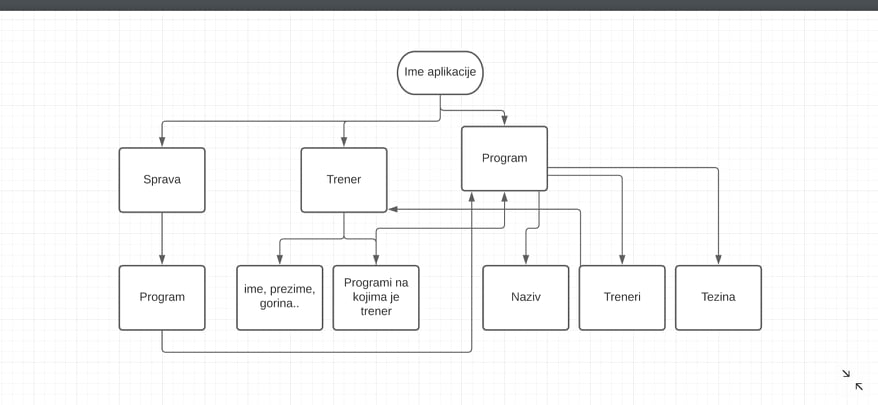 Ime aplikacije
Program
Sprava
Trener
Program
ime, prezime,
gorina..
Programi na
kojima je
trener
Naziv
Treneri
Tezina